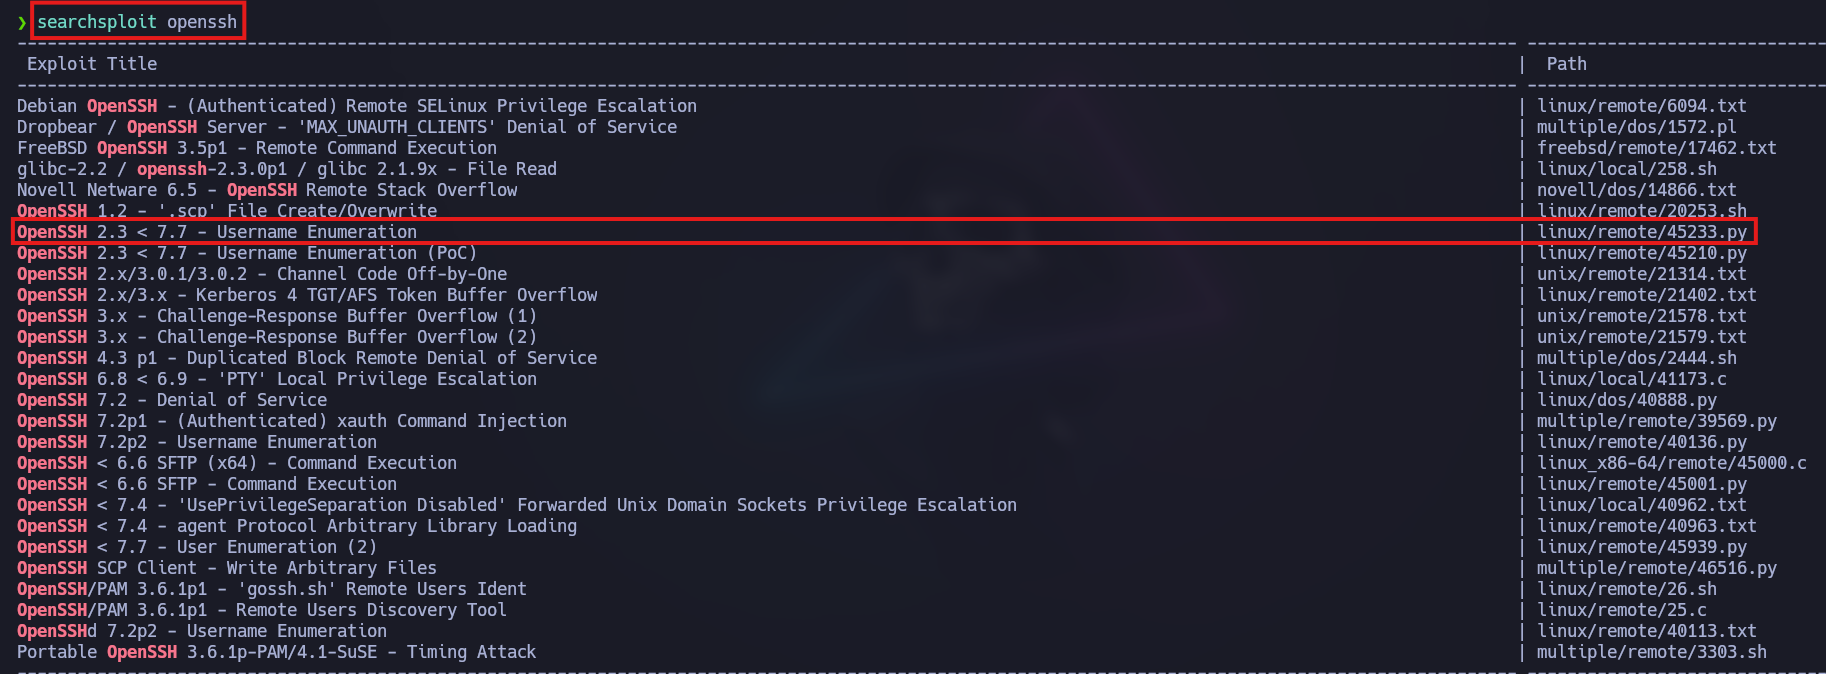 ❯ searchsploit openssh
Exploit Title | Path
Debian OpenSSH - (Authenticated) Remote SELinux Privilege Escalation | linux/remote/6094.txt
Dropbear / OpenSSH Server - 'MAX_UNAUTH_CLIENTS' Denial of Service | multiple/dos/1572.pl
FreeBSD OpenSSH 3.5p1 - Remote Command Execution | freebsd/remote/17462.txt
glibc-2.2 / openssh-2.3.0p1 / glibc 2.1.9x - File Read | linux/local/258.sh
Novell Netware 6.5 - OpenSSH Remote Stack Overflow | novell/dos/14866.txt
OpenSSH 1.2 - '.scp' File Create/Overwrite | linux/remote/20253.sh
OpenSSH 2.3 < 7.7 - Username Enumeration | linux/remote/45233.py
OpenSSH 2.3 < 7.7 - Username Enumeration (PoC) | linux/remote/45210.py
OpenSSH 2.x/3.0.1/3.0.2 - Channel Code Off-by-One | unix/remote/21314.txt
OpenSSH 2.x/3.x - Kerberos 4 TGT/AFS Token Buffer Overflow | linux/remote/21402.txt
OpenSSH 3.x - Challenge-Response Buffer Overflow (1) | unix/remote/21578.txt
OpenSSH 3.x - Challenge-Response Buffer Overflow (2) | unix/remote/21579.txt
OpenSSH 4.3 p1 - Duplicated Block Remote Denial of Service | multiple/dos/2444.sh
OpenSSH 6.8 < 6.9 - 'PTY' Local Privilege Escalation | linux/local/41173.c
OpenSSH 7.2 - Denial of Service | linux/dos/40888.py
OpenSSH 7.2p1 - (Authenticated) xauth Command Injection | multiple/remote/39569.py
OpenSSH 7.2p2 - Username Enumeration | linux/remote/40136.py
OpenSSH < 6.6 SFTP (x64) - Command Execution | linux_x86-64/remote/45000.c
OpenSSH < 6.6 SFTP - Command Execution | linux/remote/45001.py
OpenSSH < 7.4 - 'UsePrivilegeSeparation Disabled' Forwarded Unix Domain Sockets Privilege Escalation | linux/local/40962.txt
OpenSSH < 7.4 - agent Protocol Arbitrary Library Loading | linux/remote/40963.txt
OpenSSH < 7.7 - User Enumeration (2) | linux/remote/45939.py
OpenSSH SCP Client - Write Arbitrary Files | multiple/remote/46516.py
OpenSSH/PAM 3.6.1p1 - 'gossh.sh' Remote Users Ident | linux/remote/26.sh
OpenSSH/PAM 3.6.1p1 - Remote Users Discovery Tool | linux/remote/25.c
OpenSSHd 7.2p2 - Username Enumeration | linux/remote/40113.txt
Portable OpenSSH 3.6.1p-PAM/4.1-SuSE - Timing Attack | multiple/remote/3303.sh